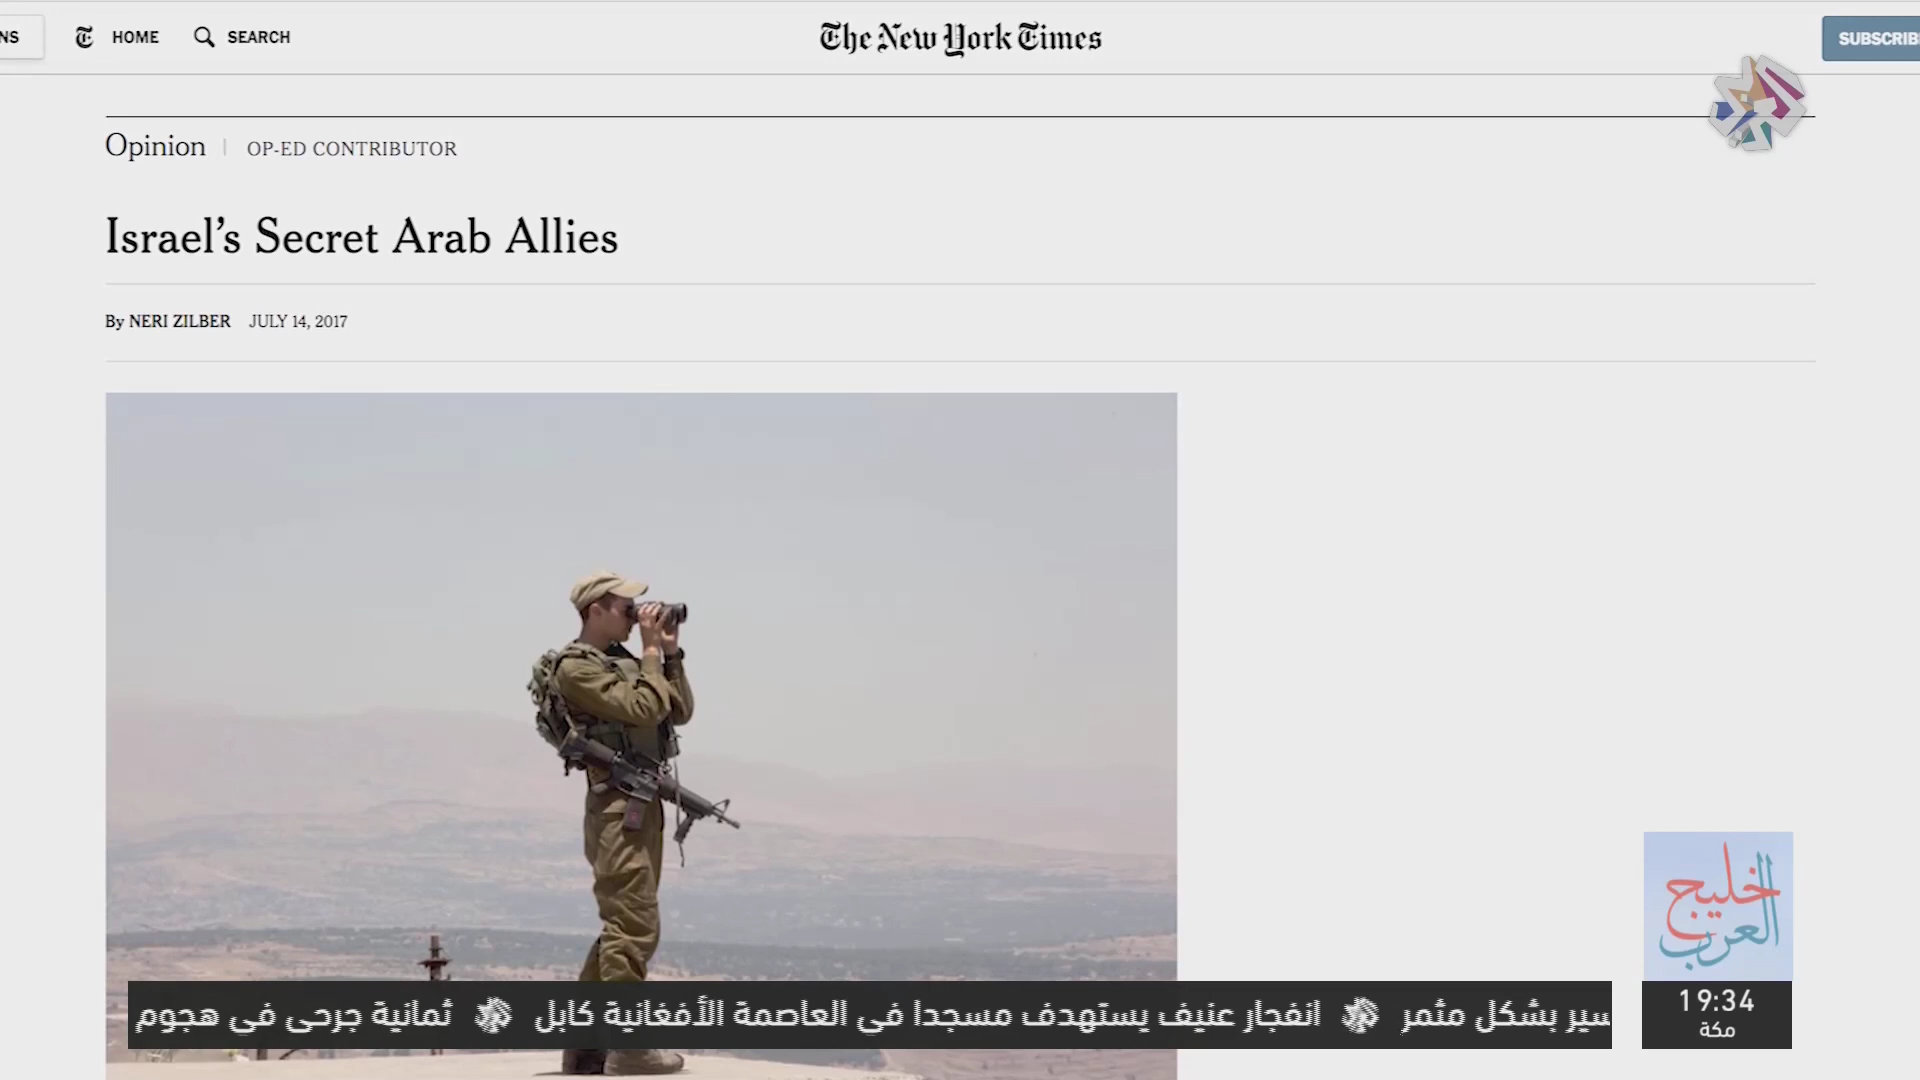 NS
HOME
SEARCH
The New York Times
SUBSCRIB
Opinion | OP-ED CONTRIBUTOR
Israel’s Secret Arab Allies
By NERI ZILBER JULY 14, 2017
خليج
العرب
سير بشكل مثمر انفجار عنيف يستهدف مسجدا في العاصمة الأفغانية كابل ثمانية جرحى في هجوم
19:34
مكة